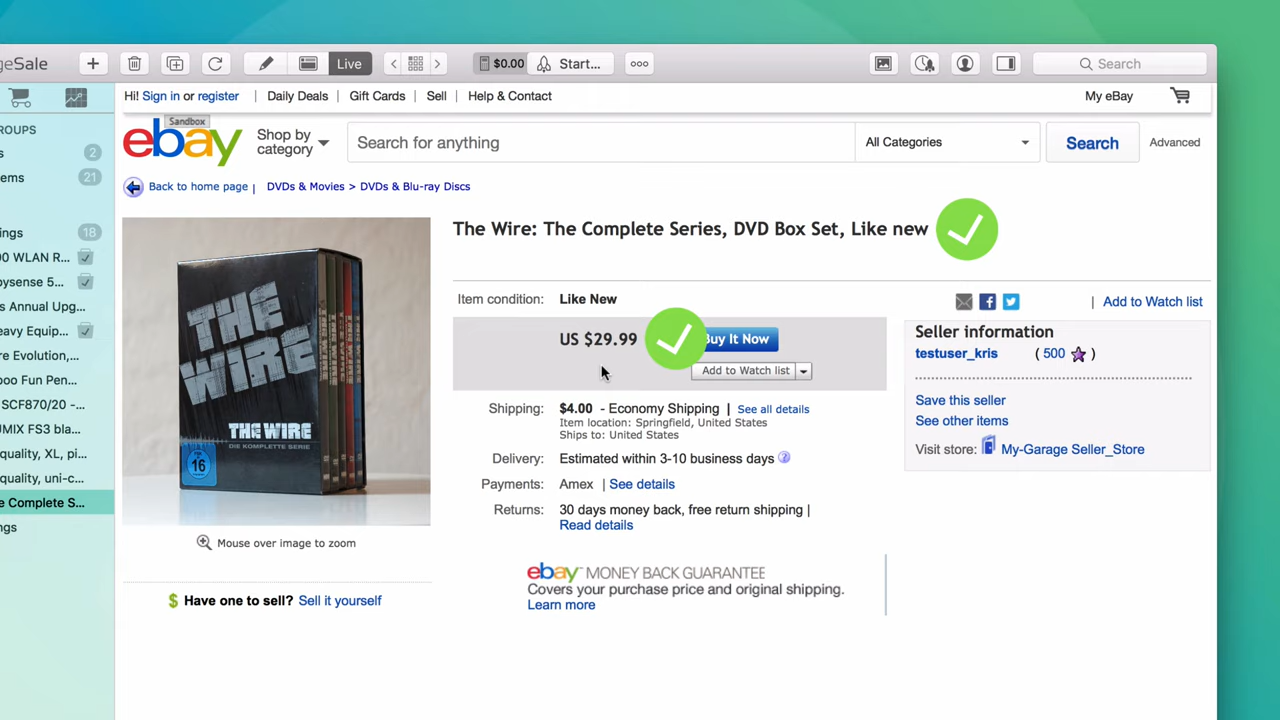 geSale
Live
$0.00
Start...
Search
Hi! Sign in or register
Daily Deals
Gift Cards
Sell
Help & Contact
My eBay
Sandbox
ebay
Shop by
category
Search for anything
All Categories
Search
Advanced
Back to home page |
DVDs & Movies > DVDs & Blu-ray Discs
ROUPS
s
2
ems
21
ings
18
00 WLAN R...
oysense 5...
s Annual Upg...
eavy Equip...
re Evolution,...
boo Fun Pen...
SCF870/20 -...
UMIX FS3 bla...
quality, XL, pi...
quality, uni-c...
e Complete S...
ngs
THE
WIRE
THE WIRE
DIE KOMPLETTE SERIE
16
Mouse over image to zoom
$ Have one to sell? Sell it yourself
The Wire: The Complete Series, DVD Box Set, Like new
Item condition: Like New
US $29.99
Buy It Now
Add to Watch list
Shipping: $4.00 - Economy Shipping | See all details
Item location: Springfield, United States
Ships to: United States
Delivery: Estimated within 3-10 business days
Payments: Amex | See details
Returns: 30 days money back, free return shipping |
Read details
ebay MONEY BACK GUARANTEE
Covers your purchase price and original shipping.
Learn more
| Add to Watch list
Seller information
testuser_kris ( 500 )
Save this seller
See other items
Visit store: My-Garage Seller_Store